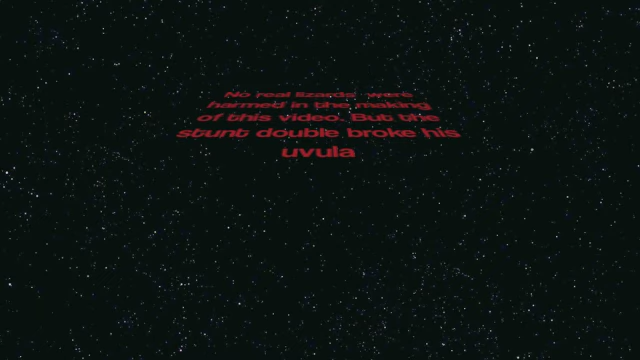 No real lizards were
harmed in the making
of this video. But the
stunt double broke his
uvula